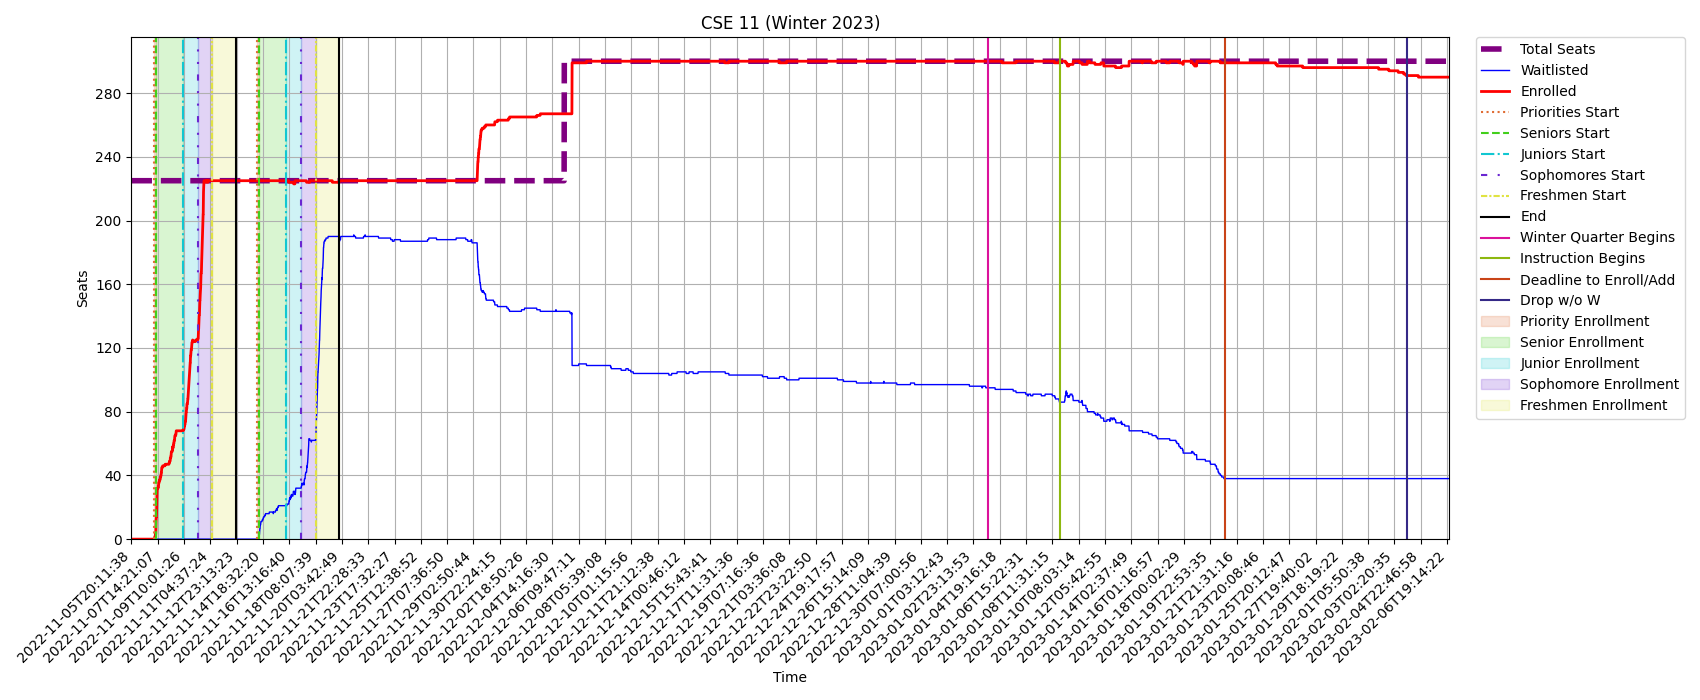 CSE 11 (Winter 2023)
Seats
280
240
200
160
120
80
40
0
2022-11-05T20:11:38
2022-11-07T14:21:07
2022-11-09T10:01:26
2022-11-11T04:37:24
2022-11-12T23:13:23
2022-11-14T18:32:20
2022-11-16T13:16:40
2022-11-18T08:07:39
2022-11-20T03:42:49
2022-11-21T22:28:33
2022-11-23T17:32:27
2022-11-25T12:38:52
2022-11-27T07:36:50
2022-11-29T02:50:44
2022-11-30T22:24:15
2022-12-02T18:50:26
2022-12-04T14:16:30
2022-12-06T09:47:11
2022-12-08T05:39:08
2022-12-10T01:15:56
2022-12-11T21:12:38
2022-12-14T00:46:12
2022-12-15T15:43:41
2022-12-17T11:31:36
2022-12-19T07:16:36
2022-12-21T03:36:08
2022-12-22T23:22:50
2022-12-24T19:17:57
2022-12-26T15:14:09
2022-12-28T11:04:39
2022-12-30T07:00:56
2023-01-01T03:12:43
2023-01-02T23:13:53
2023-01-04T19:16:18
2023-01-06T15:22:31
2023-01-08T11:31:15
2023-01-10T08:03:14
2023-01-12T05:42:55
2023-01-14T02:37:49
2023-01-16T01:16:57
2023-01-18T00:02:29
2023-01-19T22:53:35
2023-01-21T21:31:16
2023-01-23T20:08:46
2023-01-25T20:12:47
2023-01-27T19:40:02
2023-01-29T18:19:22
2023-02-01T05:50:38
2023-02-03T02:20:35
2023-02-04T22:46:58
2023-02-06T19:14:22
Time
Total Seats
Waitlisted
Enrolled
Priorities Start
Seniors Start
Juniors Start
Sophomores Start
Freshmen Start
End
Winter Quarter Begins
Instruction Begins
Deadline to Enroll/Add
Drop w/o W
Priority Enrollment
Senior Enrollment
Junior Enrollment
Sophomore Enrollment
Freshmen Enrollment